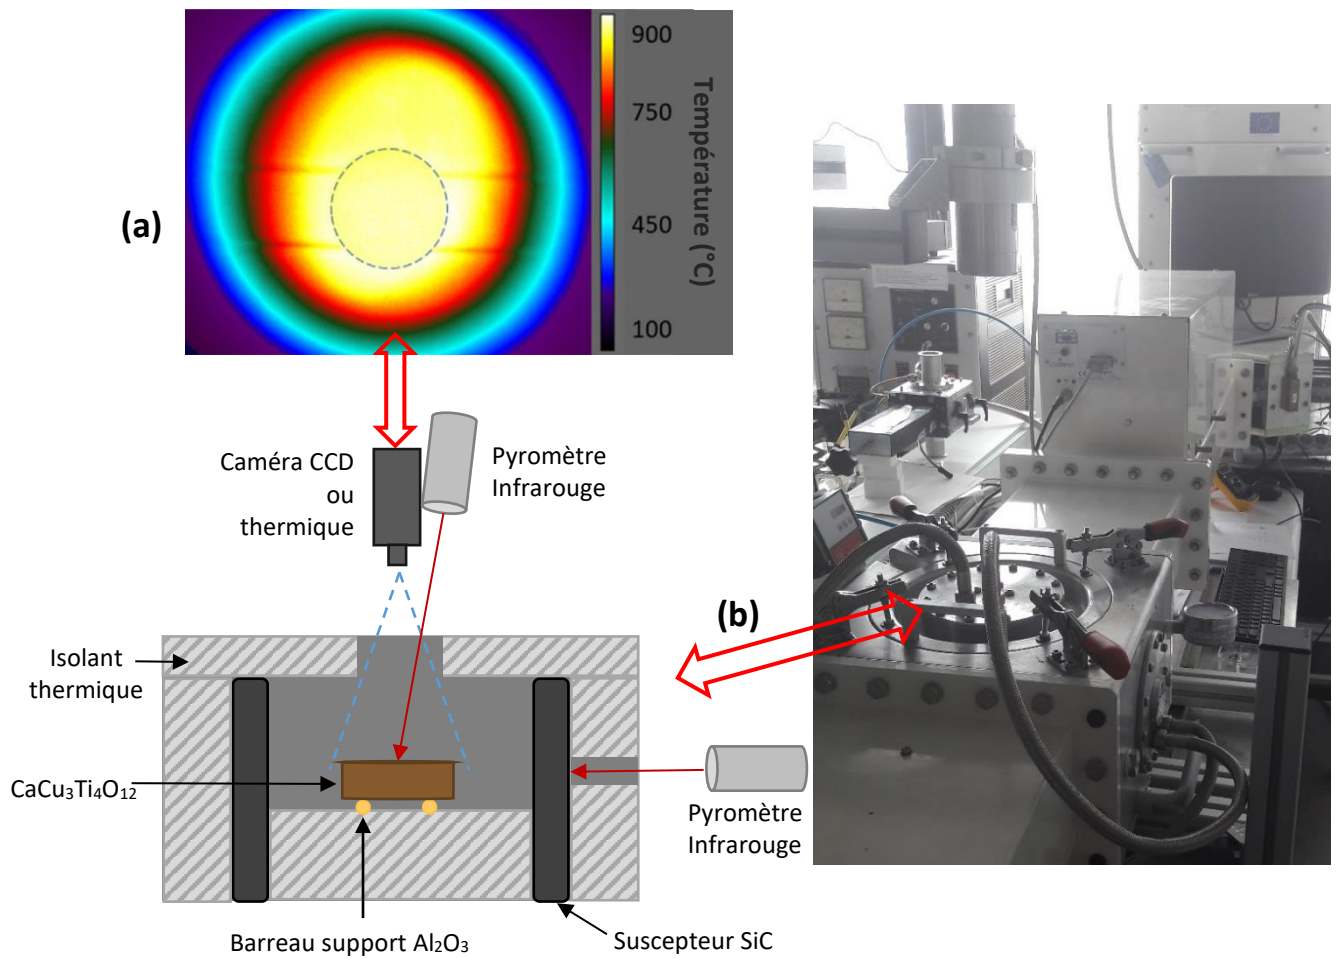 900
750
450
100
Température (°C)
(a)
Caméra CCD
ou
thermique
Pyromètre
Infrarouge
(b)
Isolant
thermique
CaCu₃Ti₄O₁₂
Pyromètre
Infrarouge
Barreau support Al₂O₃
Suscepteur SiC